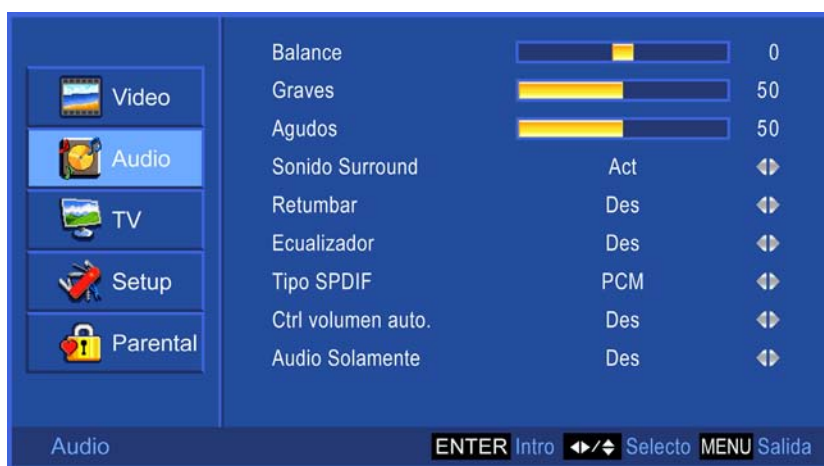 Video
Audio
TV
Setup
Parental
Balance 0
Graves 50
Agudos 50
Sonido Surround Act
Retumbar Des
Ecualizador Des
Tipo SPDIF PCM
Ctrl volumen auto. Des
Audio Solamente Des
Audio ENTER Intro / Selecto MENU Salida